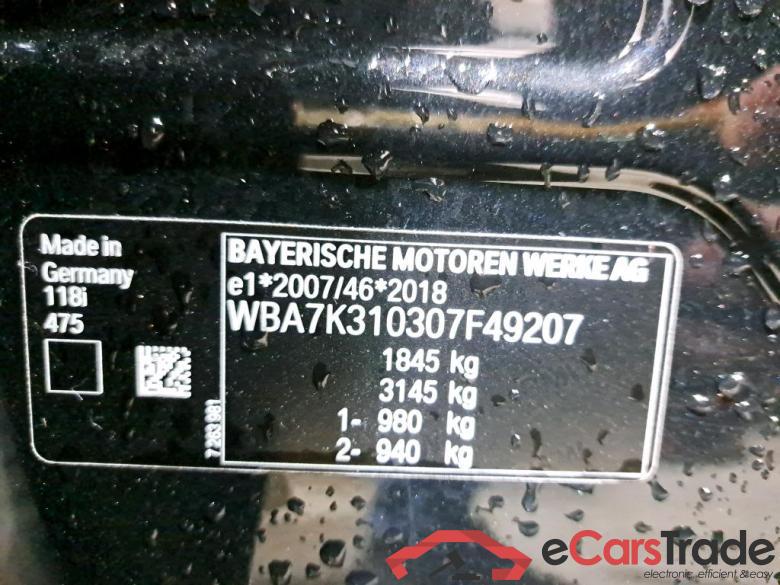 Made in
Germany
118i
475
7 263 981
BAYERISCHE MOTOREN WERKE AG
e1*2007/46*2018
WBA7K310307F49207
1845 kg
3145 kg
1- 980 kg
2- 940 kg
eCarsTrade
electronic, efficient & easy